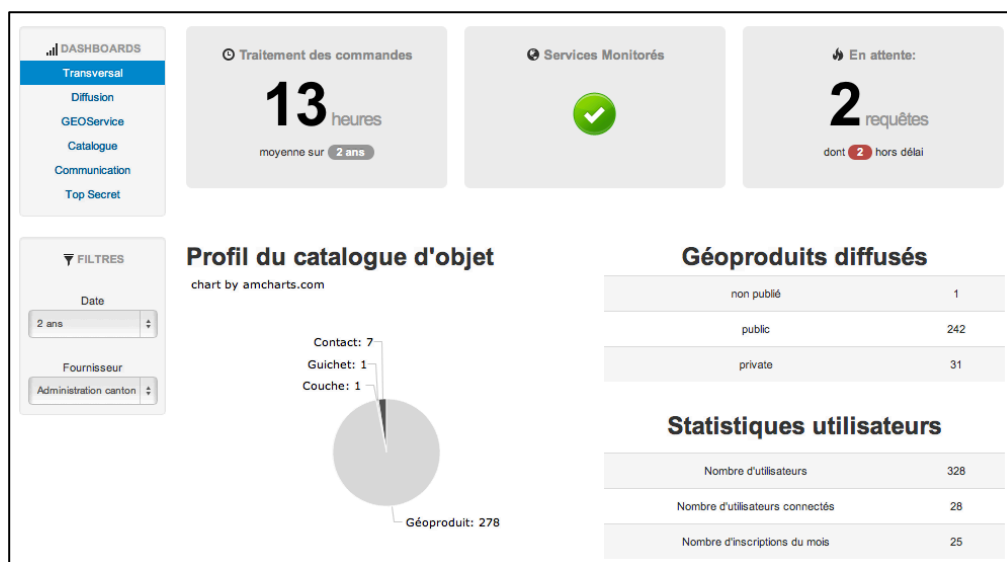 DASHBOARDS
Transversal
Diffusion
GEOService
Catalogue
Communication
Top Secret
Traitement des commandes
13 heures
moyenne sur 2 ans
Services Monitorés
En attente:
2 requêtes
dont 2 hors délai
FILTRES
Date
2 ans
Fournisseur
Administration canton
Profil du catalogue d'objet
chart by amcharts.com
Contact: 7
Guichet: 1
Couche: 1
Géoproduit: 278
Géoproduits diffusés
non publié 1
public 242
private 31
Statistiques utilisateurs
Nombre d'utilisateurs 328
Nombre d'utilisateurs connectés 28
Nombre d'inscriptions du mois 25